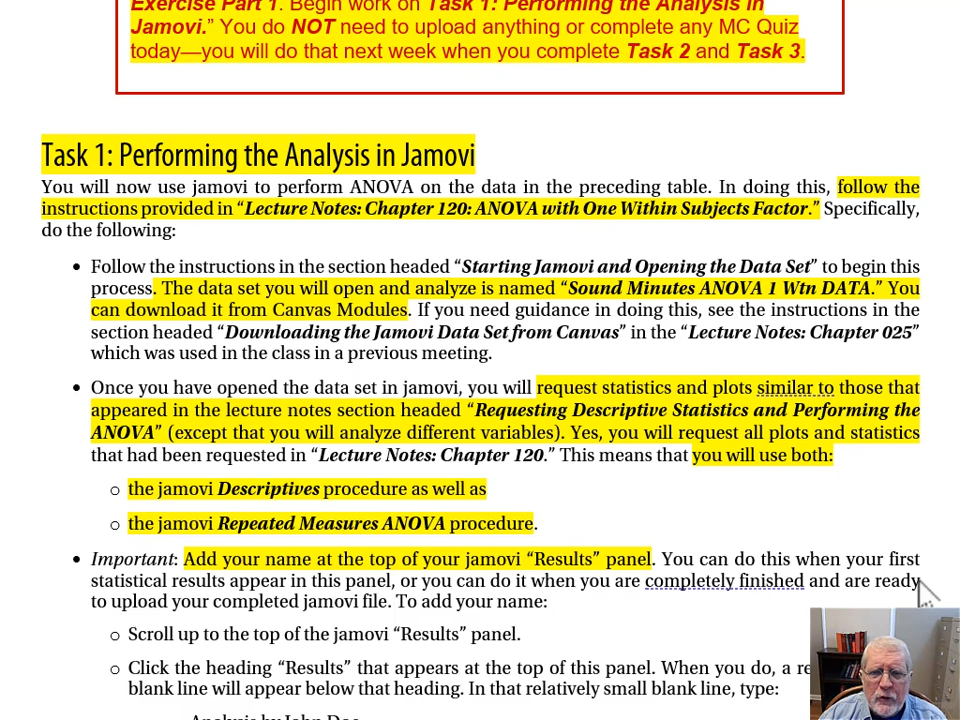 Exercise Part 1. Begin work on Task 1: Performing the Analysis in
Jamovi.” You do NOT need to upload anything or complete any MC Quiz
today—you will do that next week when you complete Task 2 and Task 3.
Task 1: Performing the Analysis in Jamovi
You will now use jamovi to perform ANOVA on the data in the preceding table. In doing this, follow the
instructions provided in “Lecture Notes: Chapter 120: ANOVA with One Within Subjects Factor.” Specifically,
do the following:
• Follow the instructions in the section headed “Starting Jamovi and Opening the Data Set” to begin this
process. The data set you will open and analyze is named “Sound Minutes ANOVA 1 Wtn DATA.” You
can download it from Canvas Modules. If you need guidance in doing this, see the instructions in the
section headed “Downloading the Jamovi Data Set from Canvas” in the “Lecture Notes: Chapter 025”
which was used in the class in a previous meeting.
• Once you have opened the data set in jamovi, you will request statistics and plots similar to those that
appeared in the lecture notes section headed “Requesting Descriptive Statistics and Performing the
ANOVA” (except that you will analyze different variables). Yes, you will request all plots and statistics
that had been requested in “Lecture Notes: Chapter 120.” This means that you will use both:
o the jamovi Descriptives procedure as well as
o the jamovi Repeated Measures ANOVA procedure.
• Important: Add your name at the top of your jamovi “Results” panel. You can do this when your first
statistical results appear in this panel, or you can do it when you are completely finished and are ready
to upload your completed jamovi file. To add your name:
o Scroll up to the top of the jamovi “Results” panel.
o Click the heading “Results” that appears at the top of this panel. When you do, a
blank line will appear below that heading. In that relatively small blank line, type:
Analysis by John Doe